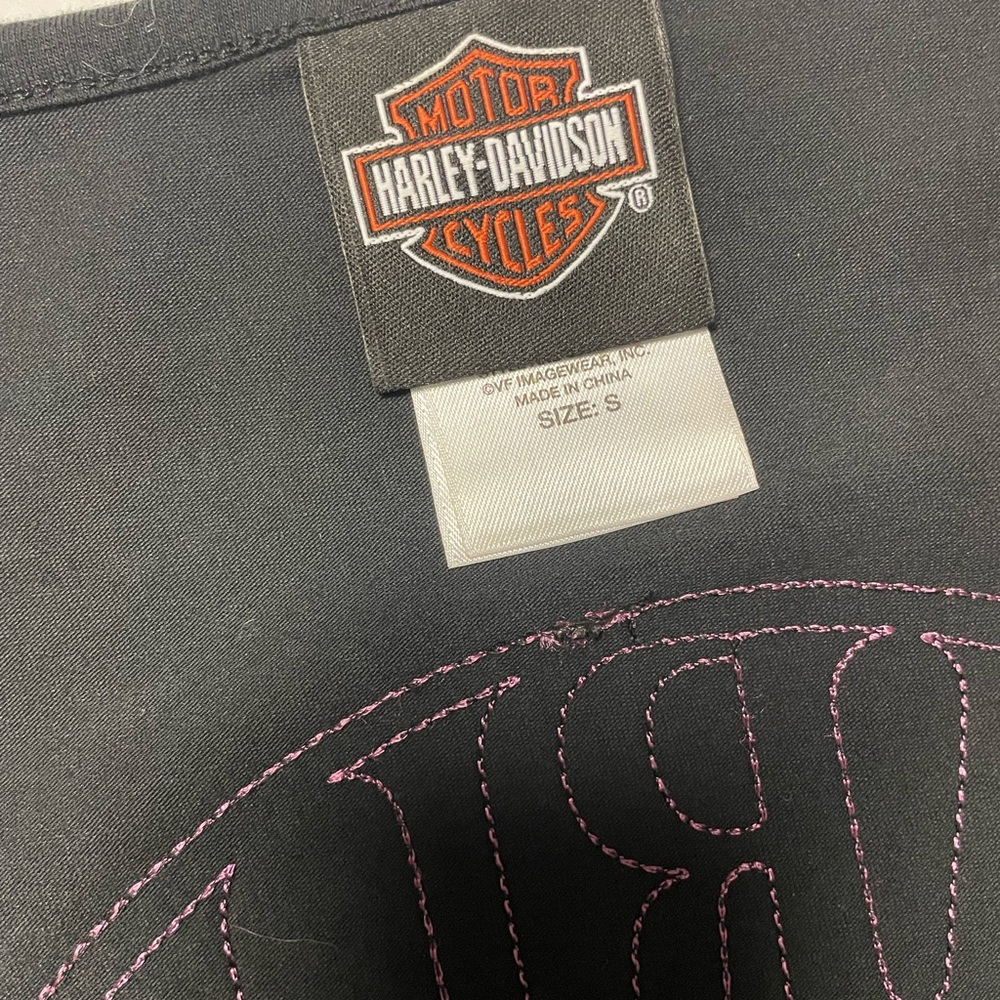 MOTOR
HARLEY-DAVIDSON
CYCLES
®
©VF IMAGEWEAR, INC.
MADE IN CHINA
SIZE: S